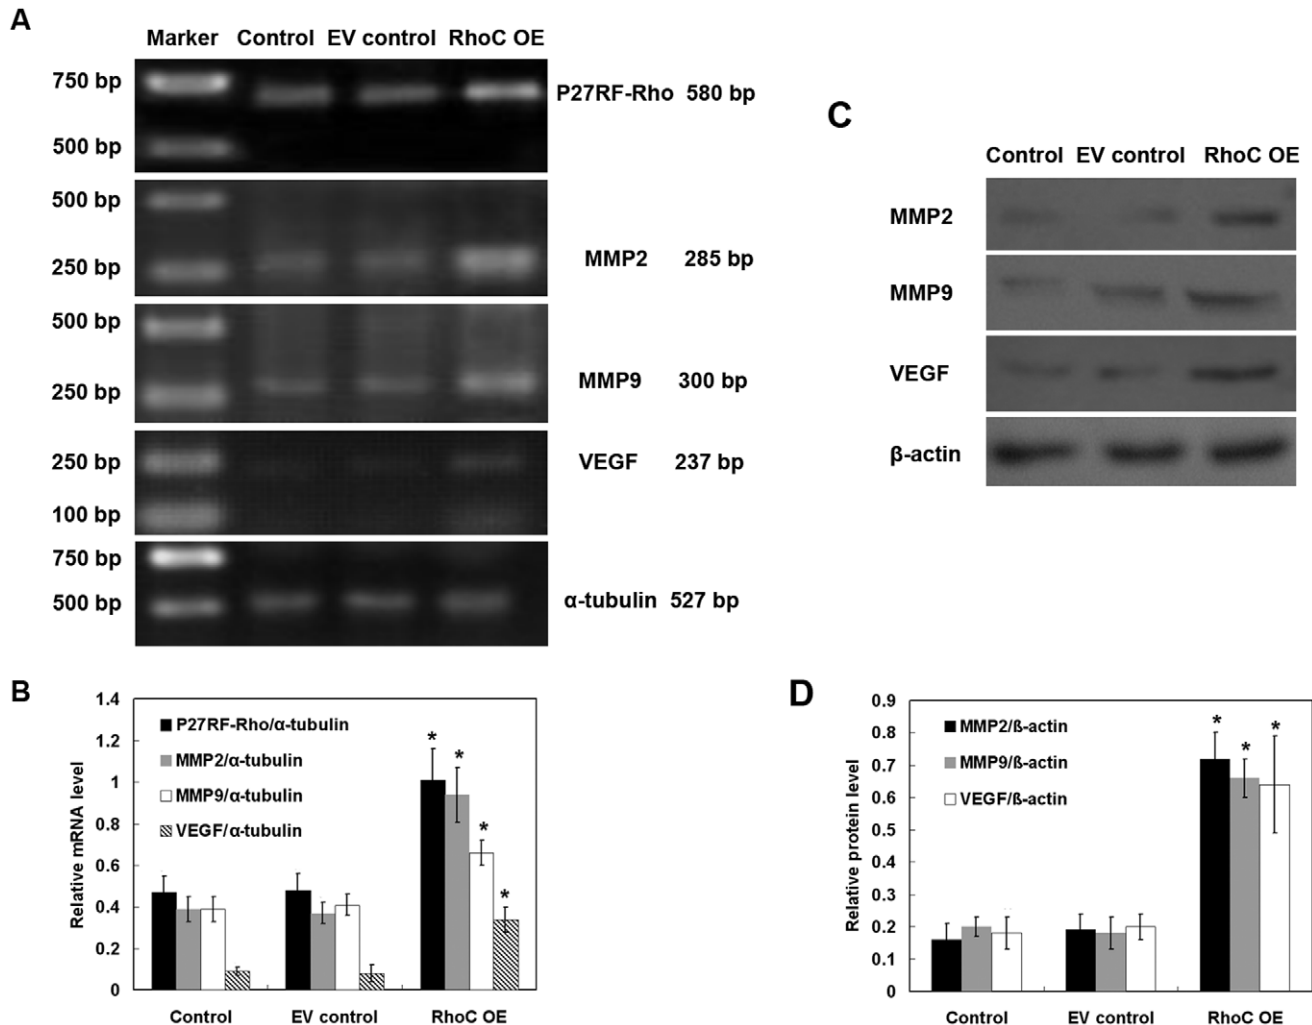 A
Marker Control EV control RhoC OE
750 bp
500 bp
P27RF-Rho 580 bp
500 bp
250 bp
MMP2 285 bp
500 bp
250 bp
MMP9 300 bp
250 bp
100 bp
VEGF 237 bp
750 bp
500 bp
α-tubulin 527 bp
B
Relative mRNA level
1.4
1.2
1
0.8
0.6
0.4
0.2
0
P27RF-Rho/α-tubulin
MMP2/α-tubulin
MMP9/α-tubulin
VEGF/α-tubulin
* * * *
Control EV control RhoC OE
C
Control EV control RhoC OE
MMP2
MMP9
VEGF
β-actin
D
Relative protein level
0.9
0.8
0.7
0.6
0.5
0.4
0.3
0.2
0.1
0
MMP2/ß-actin
MMP9/ß-actin
VEGF/ß-actin
* * *
Control EV control RhoC OE